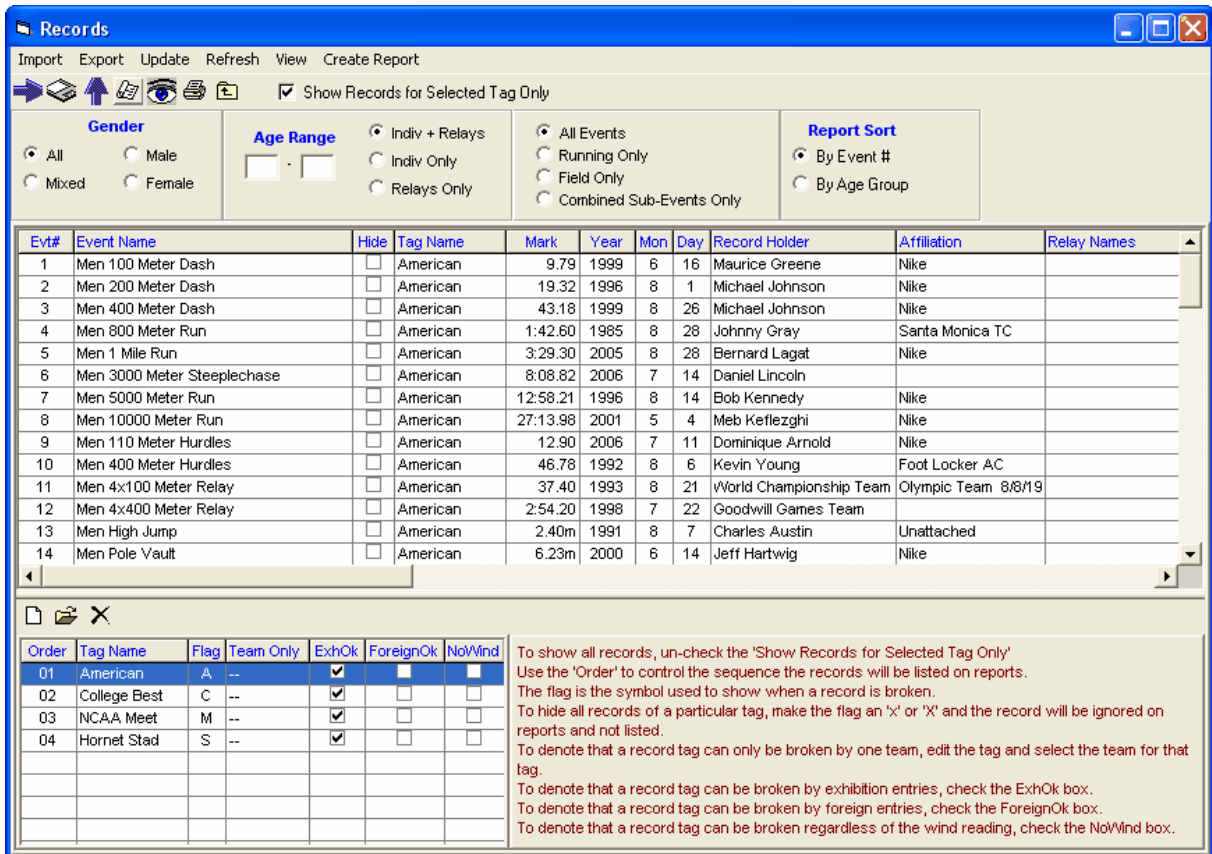 Records
Import Export Update Refresh View Create Report
Show Records for Selected Tag Only
Gender
All Male
Mixed Female
Age Range
-
Indiv + Relays
Indiv Only
Relays Only
All Events
Running Only
Field Only
Combined Sub-Events Only
Report Sort
By Event #
By Age Group
Evt# Event Name Hide Tag Name Mark Year Mon Day Record Holder Affiliation Relay Names
1 Men 100 Meter Dash American 9.79 1999 6 16 Maurice Greene Nike
2 Men 200 Meter Dash American 19.32 1996 8 1 Michael Johnson Nike
3 Men 400 Meter Dash American 43.18 1999 8 26 Michael Johnson Nike
4 Men 800 Meter Run American 1:42.60 1985 8 28 Johnny Gray Santa Monica TC
5 Men 1 Mile Run American 3:29.30 2005 8 28 Bernard Lagat Nike
6 Men 3000 Meter Steeplechase American 8:08.82 2006 7 14 Daniel Lincoln
7 Men 5000 Meter Run American 12:58.21 1996 8 14 Bob Kennedy Nike
8 Men 10000 Meter Run American 27:13.98 2001 5 4 Meb Keflezghi Nike
9 Men 110 Meter Hurdles American 12.90 2006 7 11 Dominique Arnold Nike
10 Men 400 Meter Hurdles American 46.78 1992 8 6 Kevin Young Foot Locker AC
11 Men 4x100 Meter Relay American 37.40 1993 8 21 World Championship Team Olympic Team 8/8/19
12 Men 4x400 Meter Relay American 2:54.20 1998 7 22 Goodwill Games Team
13 Men High Jump American 2.40m 1991 8 7 Charles Austin Unattached
14 Men Pole Vault American 6.23m 2000 6 14 Jeff Hartwig Nike
Order Tag Name Flag Team Only ExhOk ForeignOk NoWind
01 American A --
02 College Best C --
03 NCAA Meet M --
04 Hornet Stad S --
To show all records, un-check the 'Show Records for Selected Tag Only'
Use the 'Order' to control the sequence the records will be listed on reports.
The flag is the symbol used to show when a record is broken.
To hide all records of a particular tag, make the flag an 'x' or 'X' and the record will be ignored on
reports and not listed.
To denote that a record tag can only be broken by one team, edit the tag and select the team for that
tag.
To denote that a record tag can be broken by exhibition entries, check the ExhOk box.
To denote that a record tag can be broken by foreign entries, check the ForeignOk box.
To denote that a record tag can be broken regardless of the wind reading, check the NoWind box.